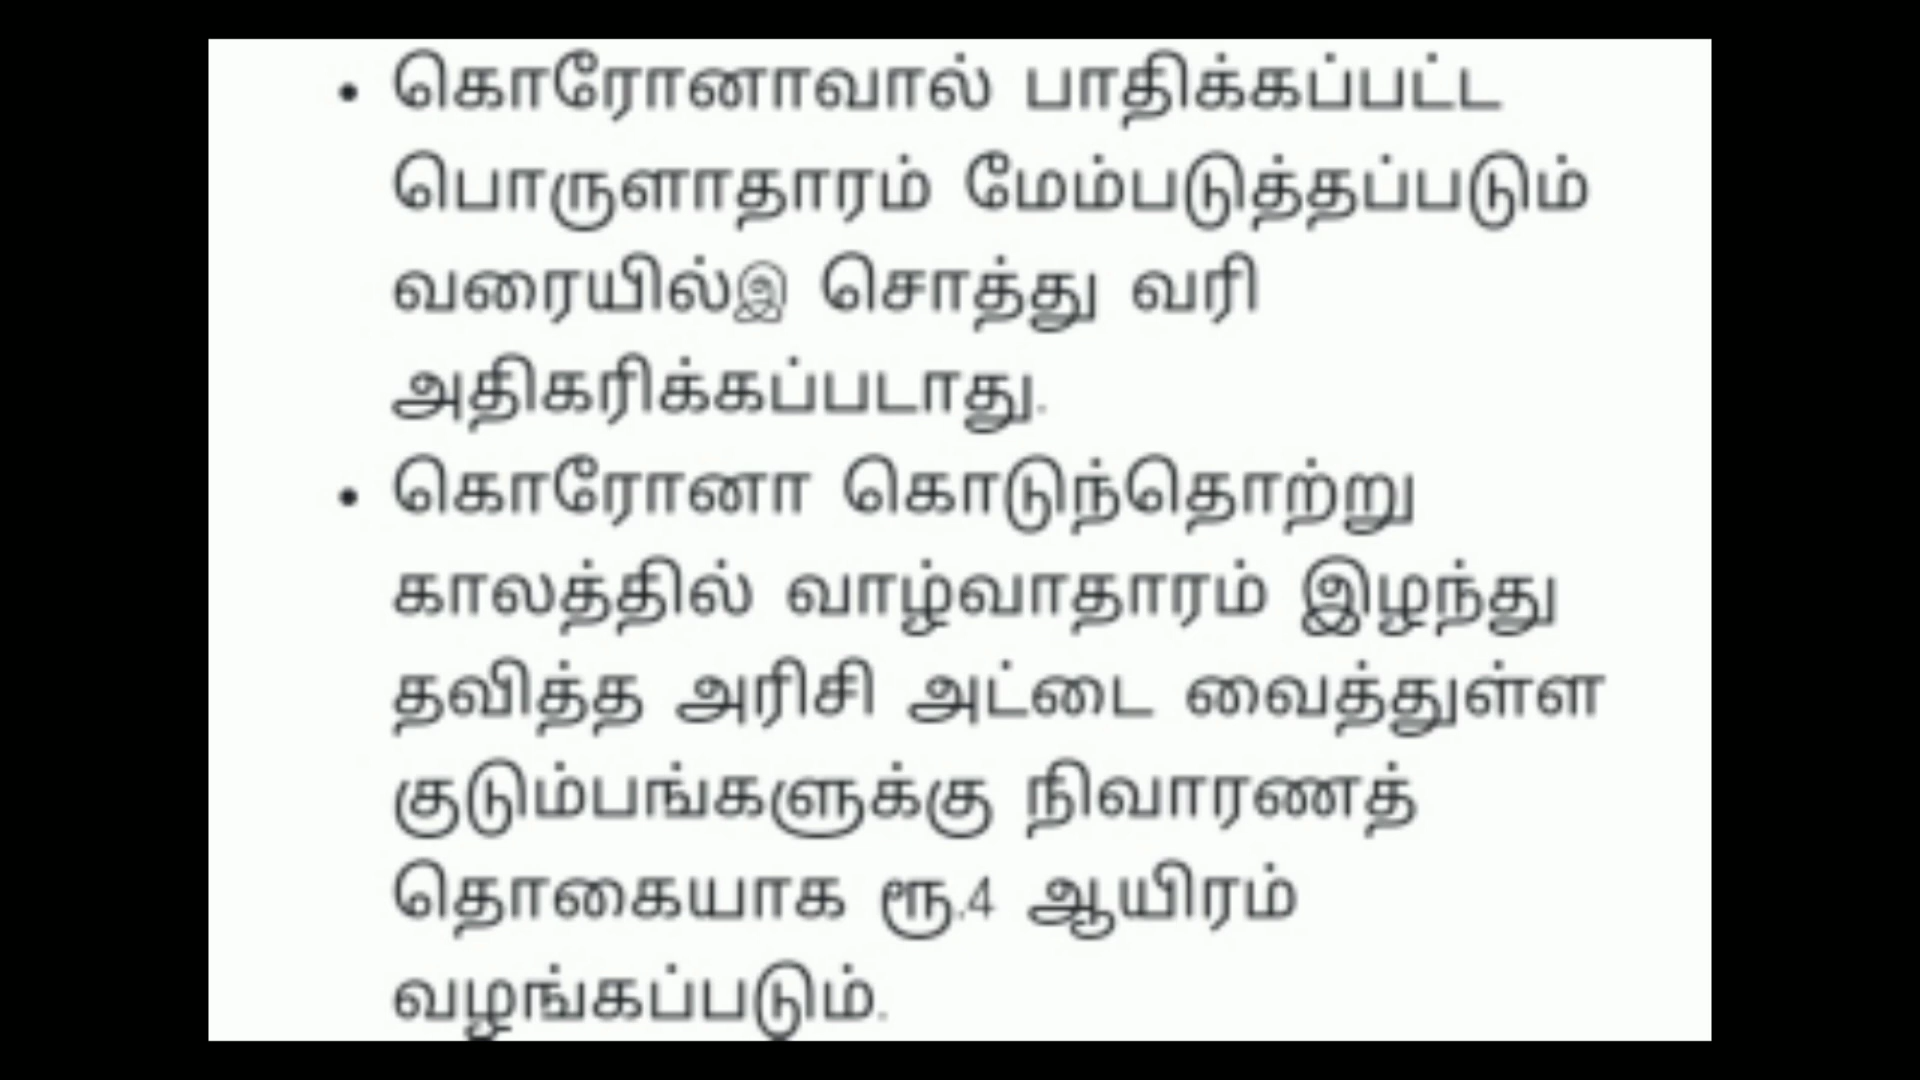 • கொரோனாவால் பாதிக்கப்பட்ட
பொருளாதாரம் மேம்படுத்தப்படும்
வரையில்இ சொத்து வரி
அதிகரிக்கப்படாது.
• கொரோனா கொடுந்தொற்று
காலத்தில் வாழ்வாதாரம் இழந்து
தவித்த அரிசி அட்டை வைத்துள்ள
குடும்பங்களுக்கு நிவாரணத்
தொகையாக ரூ.4 ஆயிரம்
வழங்கப்படும்.